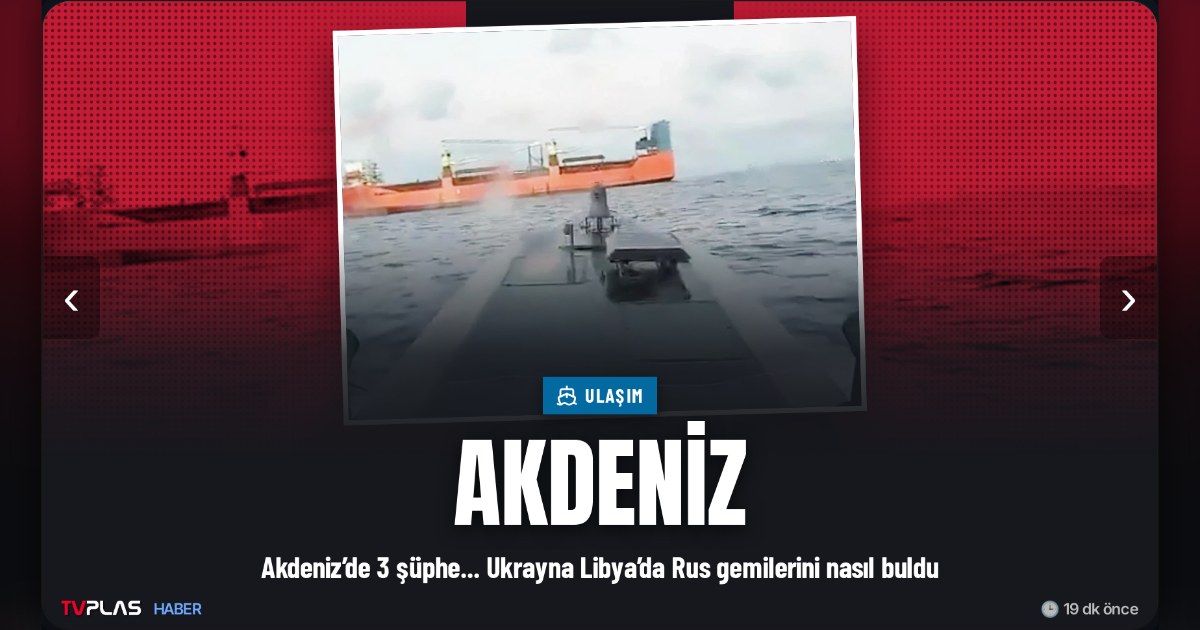 ULAŞIM
AKDENİZ
Akdeniz’de 3 şüphe... Ukrayna Libya’da Rus gemilerini nasıl buldu
TVPLAS HABER
19 dk önce